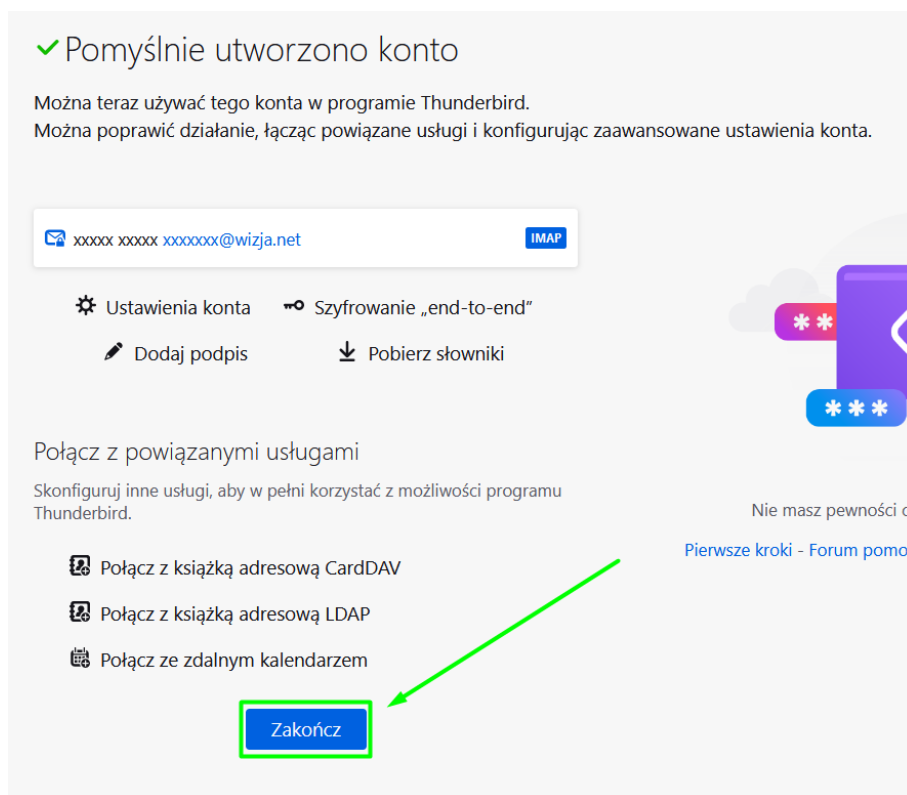 Pomyślnie utworzono konto
Można teraz używać tego konta w programie Thunderbird.
Można poprawić działanie, łącząc powiązane usługi i konfigurując zaawansowane ustawienia konta.
xxxxx xxxxx xxxxxxx@wizja.net IMAP
Ustawienia konta Szyfrowanie „end-to-end”
Dodaj podpis Pobierz słowniki
Połącz z powiązanymi usługami
Skonfiguruj inne usługi, aby w pełni korzystać z możliwości programu
Thunderbird.
Połącz z książką adresową CardDAV
Połącz z książką adresową LDAP
Połącz ze zdalnym kalendarzem
Zakończ
* *
* * *
Nie masz pewności
Pierwsze kroki - Forum